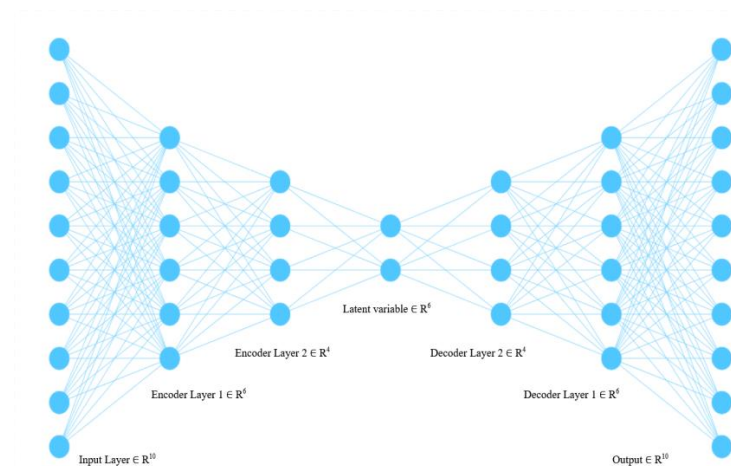 Latent variable ∈ R⁶
Encoder Layer 2 ∈ R⁴
Decoder Layer 2 ∈ R⁴
Encoder Layer 1 ∈ R⁶
Decoder Layer 1 ∈ R⁶
Input Layer ∈ R¹⁰
Output ∈ R¹⁰